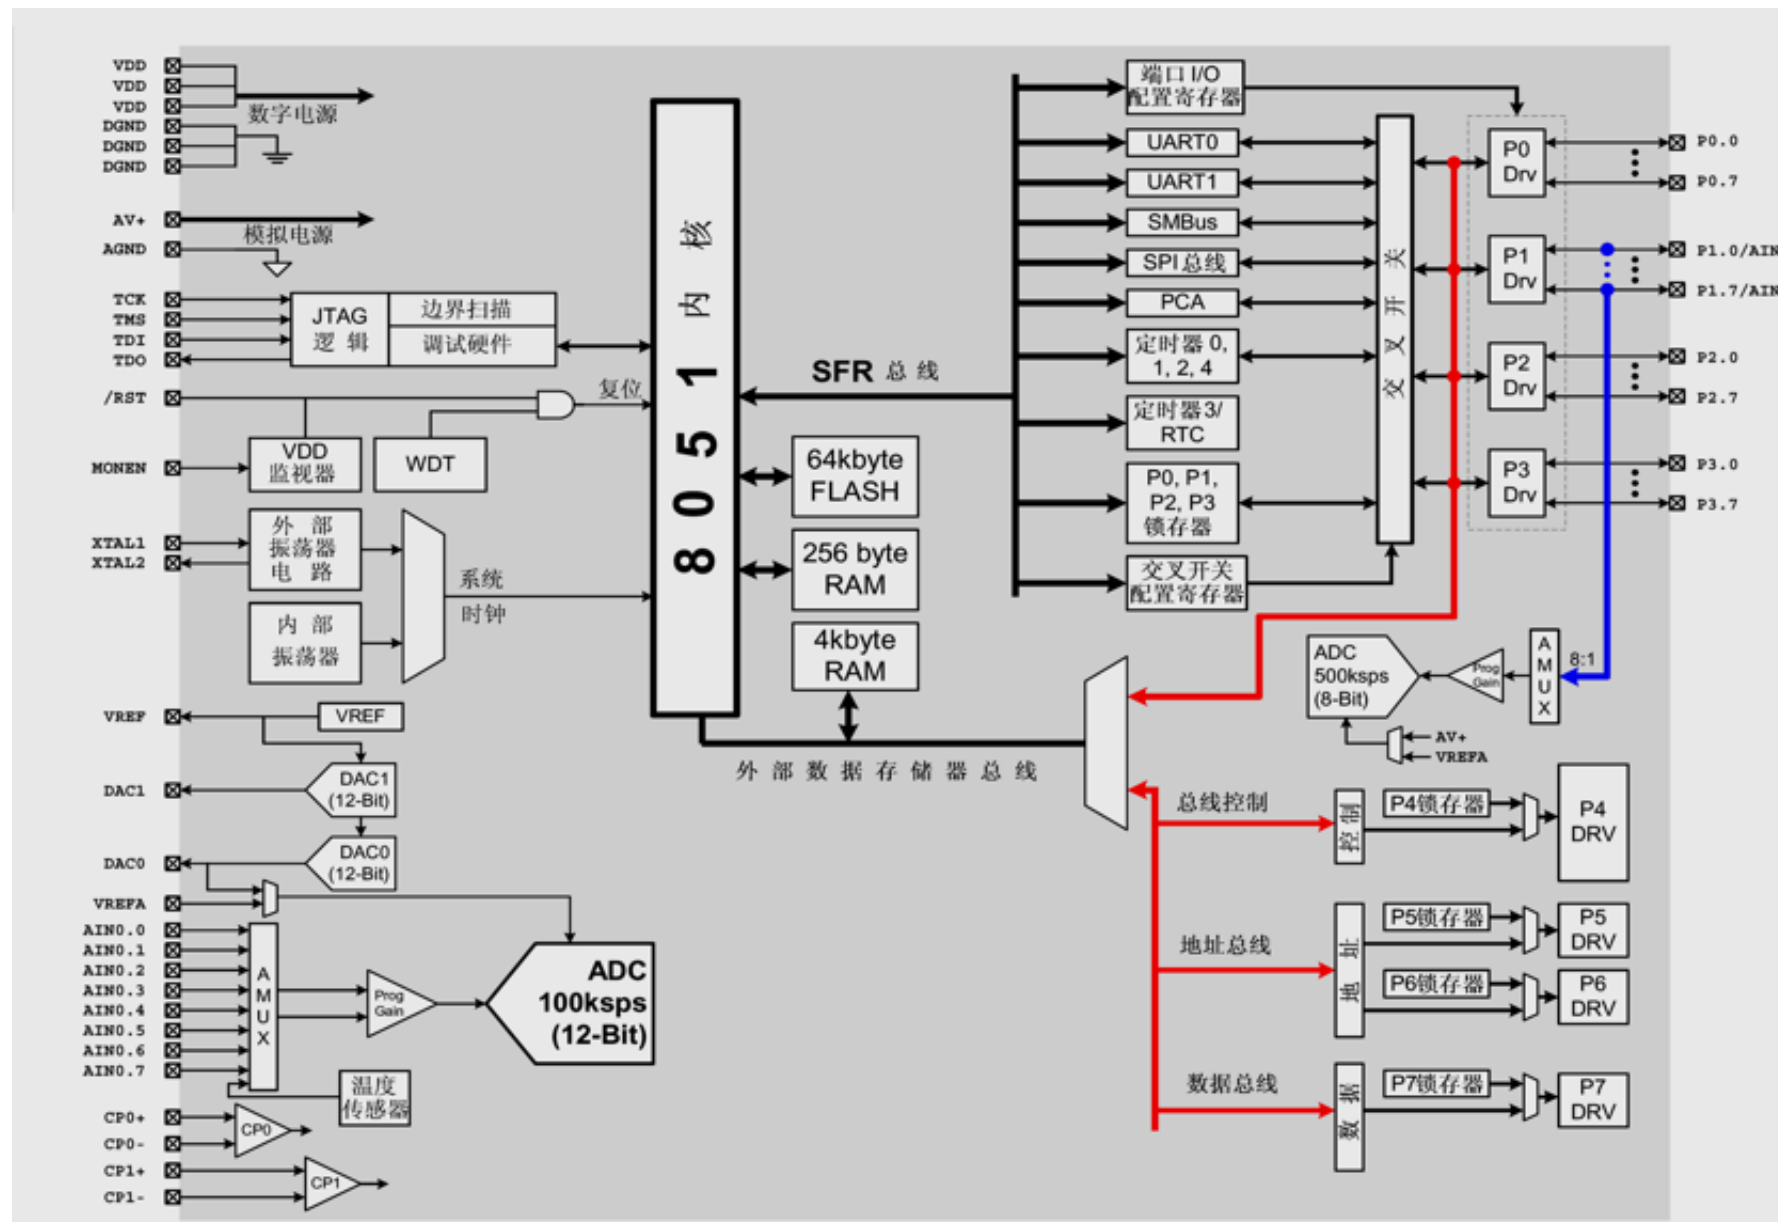 VDD
VDD
VDD
数字电源
DGND
DGND
DGND
AV+
模拟电源
AGND
TCK
TMS
TDI
TDO
JTAG
逻 辑
边界扫描
调试硬件
/RST
复位
MONEN
VDD
监视器
WDT
XTAL1
XTAL2
外 部
振荡器
电 路
内 部
振荡器
系统
时钟
VREF
VREF
DAC1
DAC1
(12-Bit)
DAC0
DAC0
(12-Bit)
VREFA
AIN0.0
AIN0.1
AIN0.2
AIN0.3
AIN0.4
AIN0.5
AIN0.6
AIN0.7
AMUX
Prog
Gain
ADC
100ksps
(12-Bit)
温度
传感器
CP0+
CP0-
CP0
CP1+
CP1-
CP1
8051内核
SFR 总线
64kbyte
FLASH
256 byte
RAM
4kbyte
RAM
外部数据存储器总线
端口 I/O
配置寄存器
UART0
UART1
SMBus
SPI 总线
PCA
定时器 0,
1, 2, 4
定时器3/
RTC
P0, P1,
P2, P3
锁存器
交叉开关
配置寄存器
交叉开关
P0
Drv
P1
Drv
P2
Drv
P3
Drv
P0.0
P0.7
P1.0/AIN
P1.7/AIN
P2.0
P2.7
P3.0
P3.7
ADC
500ksps
(8-Bit)
Prog
Gain
AMUX
8:1
AV+
VREFA
总线控制
控制
P4锁存器
P4
DRV
地址总线
地址
P5锁存器
P5
DRV
P6锁存器
P6
DRV
数据总线
数据
P7锁存器
P7
DRV